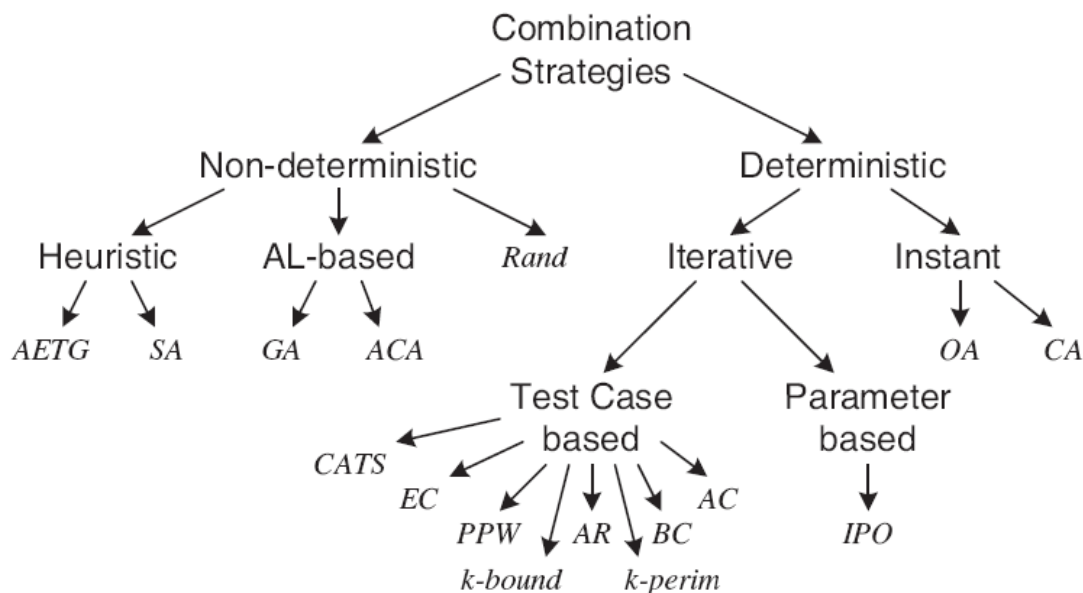 Combination
Strategies
Non-deterministic
Deterministic
Heuristic
AL-based
Rand
Iterative
Instant
AETG
SA
GA
ACA
OA
CA
Test Case
based
Parameter
based
CATS
EC
AC
PPW
AR
BC
IPO
k-bound
k-perim